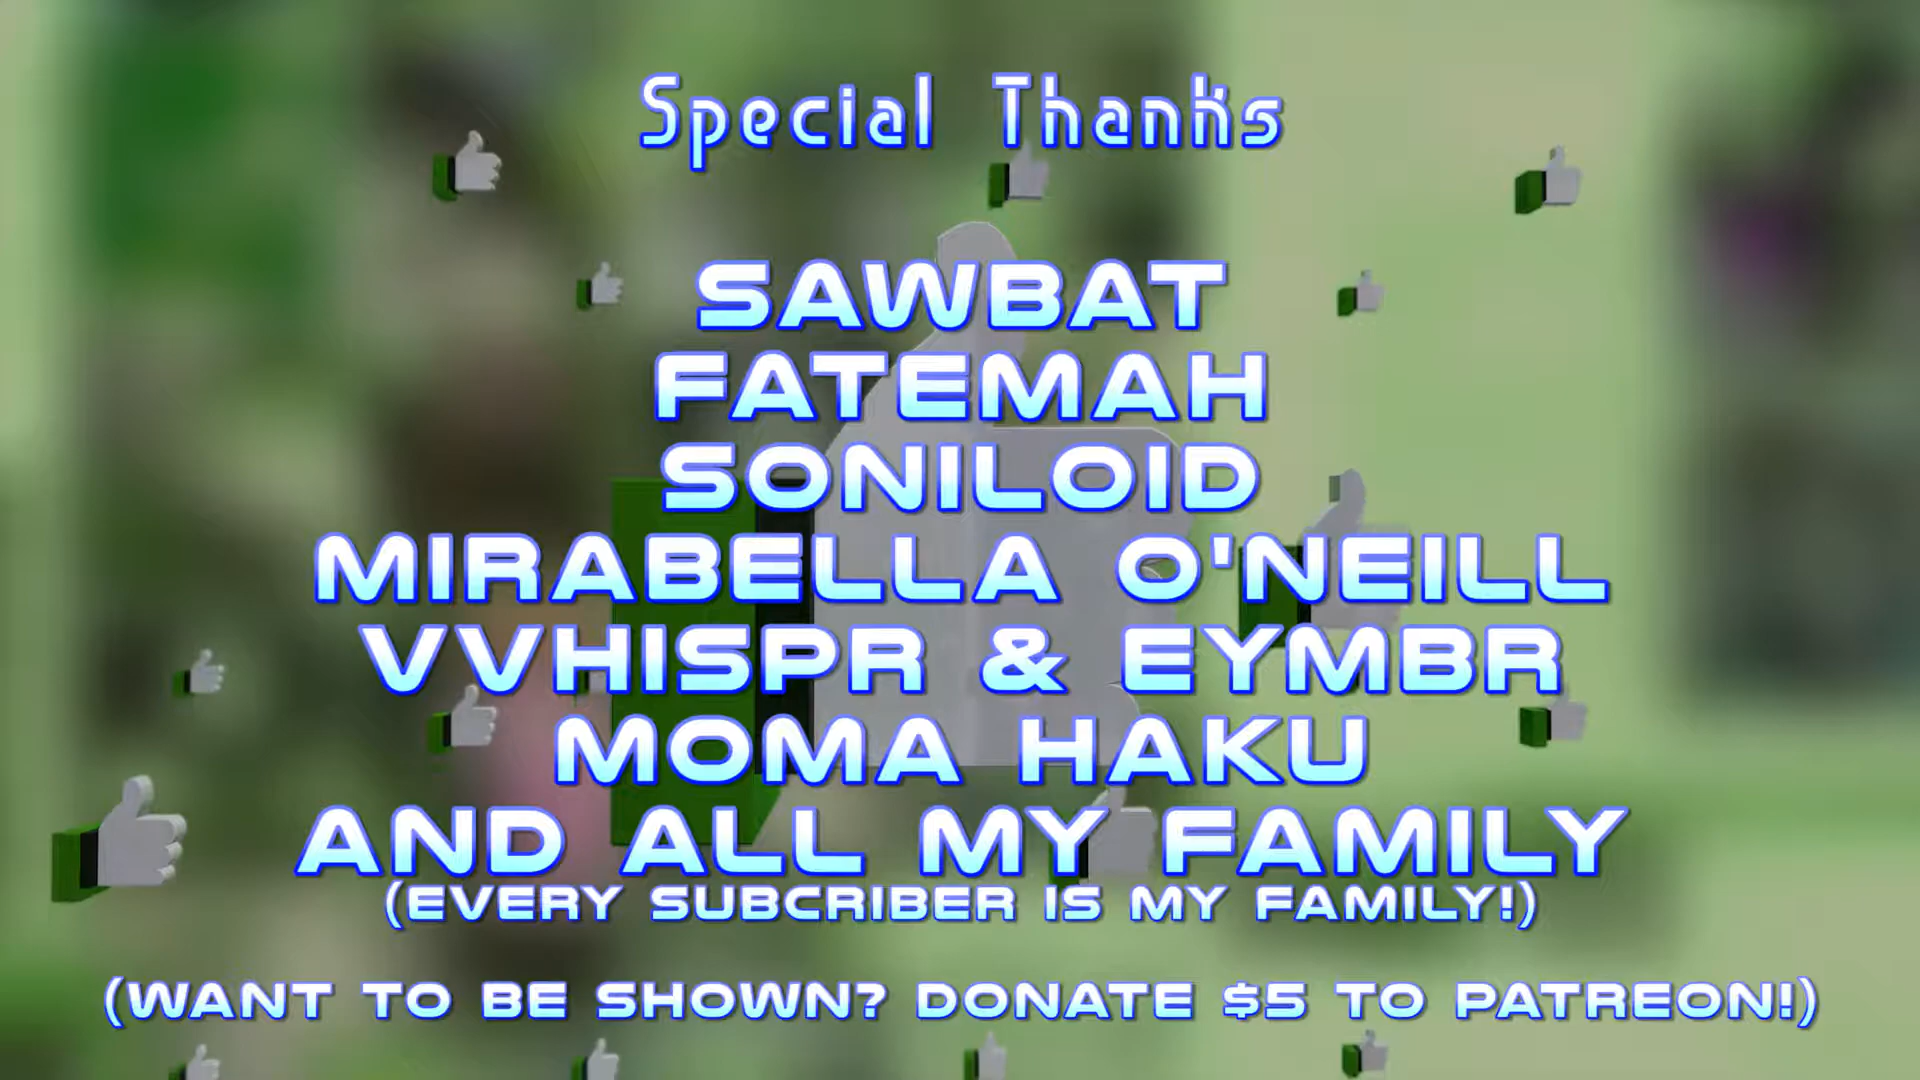 Special Thanks
SAWBAT
FATEMAH
SONILOID
MIRABELLA O'NEILL
VVHISPR & EYMBR
MOMA HAKU
AND ALL MY FAMILY
(EVERY SUBCRIBER IS MY FAMILY!)
(WANT TO BE SHOWN? DONATE $5 TO PATREON!)